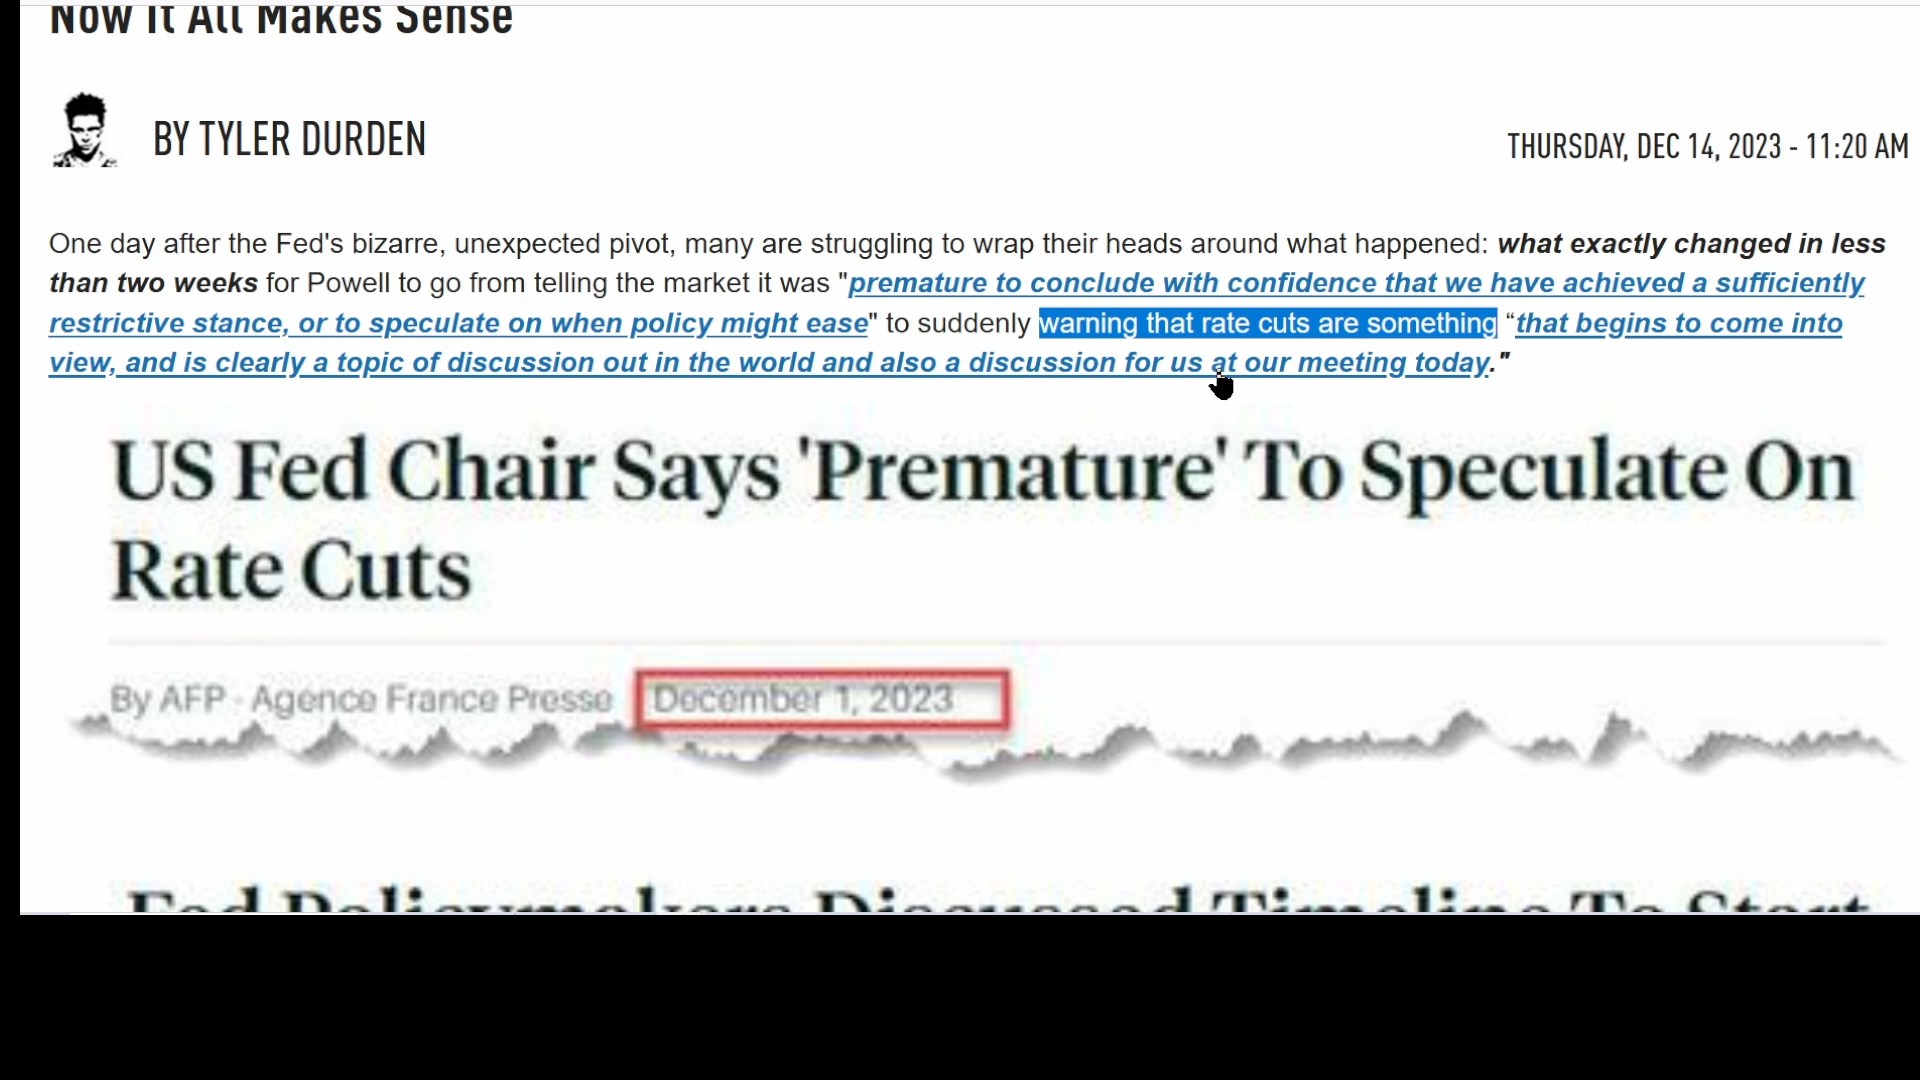 Now It All Makes Sense
BY TYLER DURDEN
THURSDAY, DEC 14, 2023 - 11:20 AM
One day after the Fed's bizarre, unexpected pivot, many are struggling to wrap their heads around what happened: what exactly changed in less
than two weeks for Powell to go from telling the market it was "premature to conclude with confidence that we have achieved a sufficiently
restrictive stance, or to speculate on when policy might ease" to suddenly warning that rate cuts are something “that begins to come into
view, and is clearly a topic of discussion out in the world and also a discussion for us at our meeting today."
US Fed Chair Says 'Premature' To Speculate On
Rate Cuts
By AFP - Agence France Presse December 1, 2023
Fed Policymakers Discussed Timeline To Start